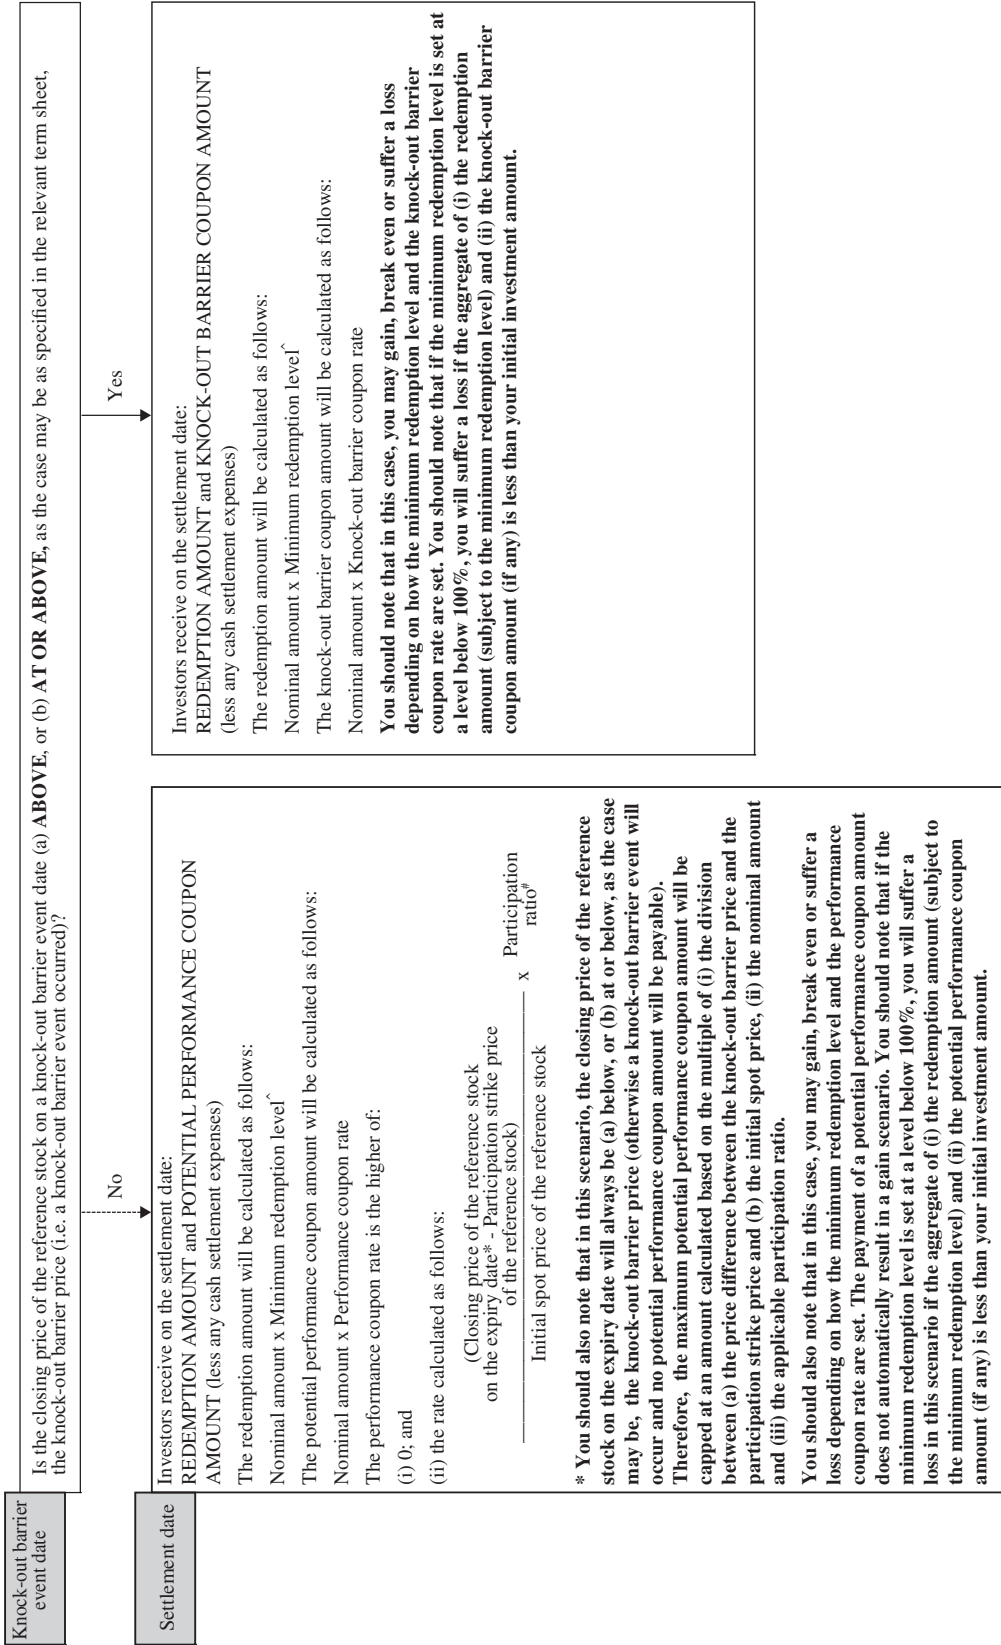 Knock-out barrier
event date
Is the closing price of the reference stock on a knock-out barrier event date (a) ABOVE, or (b) AT OR ABOVE, as the case may be as specified in the relevant term sheet,
the knock-out barrier price (i.e. a knock-out barrier event occurred)?
No
Yes
Settlement date
Investors receive on the settlement date:
REDEMPTION AMOUNT and POTENTIAL PERFORMANCE COUPON
AMOUNT (less any cash settlement expenses)
The redemption amount will be calculated as follows:
Nominal amount x Minimum redemption level^
The potential performance coupon amount will be calculated as follows:
Nominal amount x Performance coupon rate
The performance coupon rate is the higher of:
(i) 0; and
(ii) the rate calculated as follows:
(Closing price of the reference stock
on the expiry date* - Participation strike price
of the reference stock)
Initial spot price of the reference stock
x
Participation
ratio#
* You should also note that in this scenario, the closing price of the reference
stock on the expiry date will always be (a) below, or (b) at or below, as the case
may be, the knock-out barrier price (otherwise a knock-out barrier event will
occur and no potential performance coupon amount will be payable).
Therefore, the maximum potential performance coupon amount will be
capped at an amount calculated based on the multiple of (i) the division
between (a) the price difference between the knock-out barrier price and the
participation strike price and (b) the initial spot price, (ii) the nominal amount
and (iii) the applicable participation ratio.
You should also note that in this case, you may gain, break even or suffer a
loss depending on how the minimum redemption level and the performance
coupon rate are set. The payment of a potential performance coupon amount
does not automatically result in a gain scenario. You should note that if the
minimum redemption level is set at a level below 100%, you will suffer a
loss in this scenario if the aggregate of (i) the redemption amount (subject to
the minimum redemption level) and (ii) the potential performance coupon
amount (if any) is less than your initial investment amount.
Investors receive on the settlement date:
REDEMPTION AMOUNT and KNOCK-OUT BARRIER COUPON AMOUNT
(less any cash settlement expenses)
The redemption amount will be calculated as follows:
Nominal amount x Minimum redemption level^
The knock-out barrier coupon amount will be calculated as follows:
Nominal amount x Knock-out barrier coupon rate
You should note that in this case, you may gain, break even or suffer a loss
depending on how the minimum redemption level and the knock-out barrier
coupon rate are set. You should note that if the minimum redemption level is set at
a level below 100%, you will suffer a loss if the aggregate of (i) the redemption
amount (subject to the minimum redemption level) and (ii) the knock-out barrier
coupon amount (if any) is less than your initial investment amount.